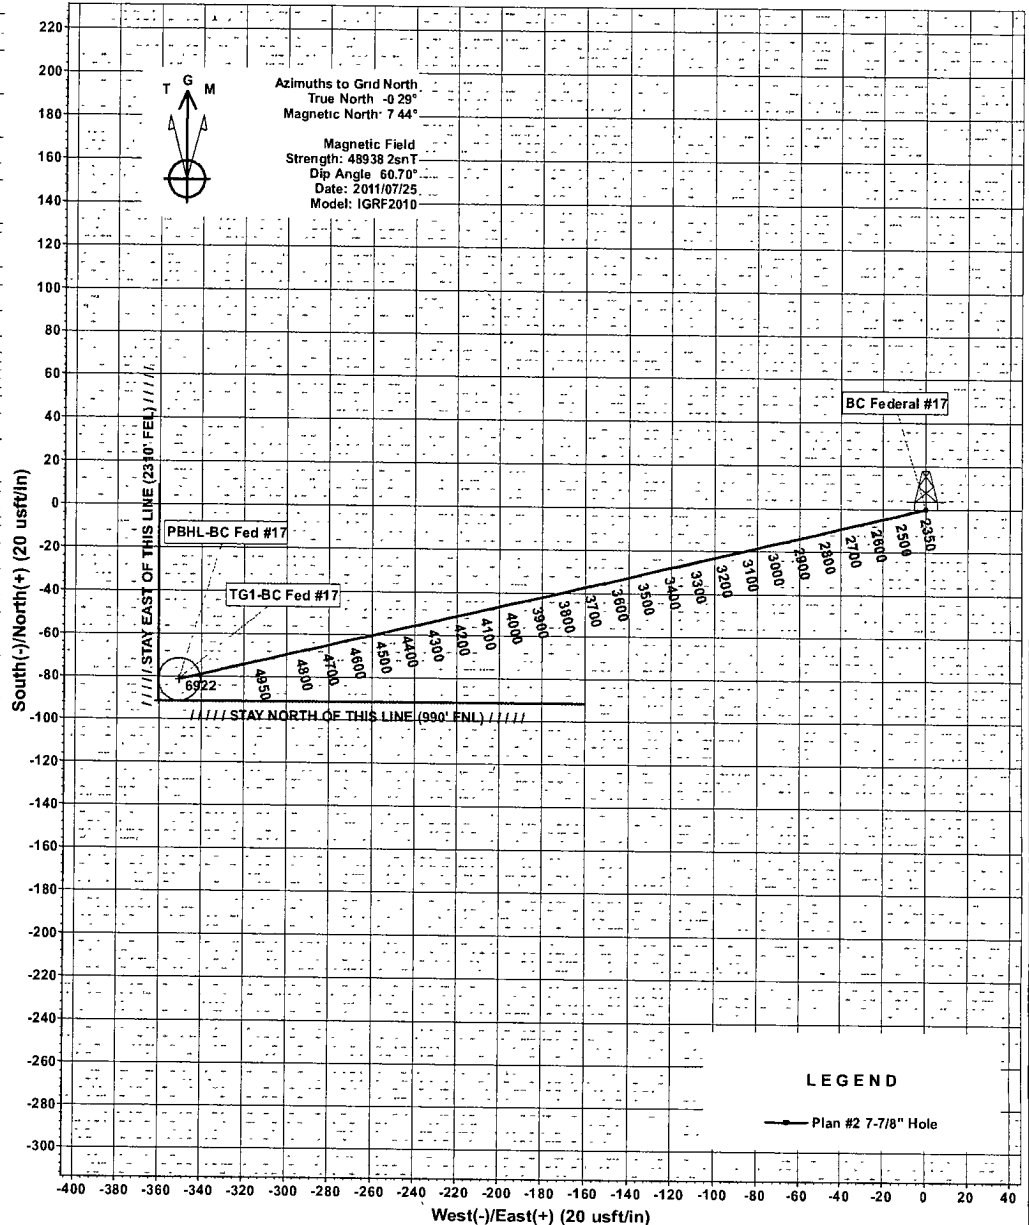 T G M
Azimuths to Grid North
True North -0 29°
Magnetic North· 7 44°
Magnetic Field
Strength: 48938 2snT
Dip Angle 60.70°
Date: 2011/07/25
Model: IGRF2010
220
200
180
160
140
120
100
80
60
40
20
0
-20
-40
-60
-80
-100
-120
-140
-160
-180
-200
-220
-240
-260
-280
-300
South(-)/North(+) (20 usft/in)
///// STAY EAST OF THIS LINE (2310' FEL) /////
BC Federal #17
PBHL-BC Fed #17
TG1-BC Fed #17
2350
2500
2600
2700
2800
2900
3000
3100
3200
3300
3400
3500
3600
3700
3800
3900
4000
4100
4200
4300
4400
4500
4600
4700
4800
4950
6922
///// STAY NORTH OF THIS LINE (990' FNL) /////
LEGEND
Plan #2 7-7/8" Hole
-400 -380 -360 -340 -320 -300 -280 -260 -240 -220 -200 -180 -160 -140 -120 -100 -80 -60 -40 -20 0 20 40
West(-)/East(+) (20 usft/in)